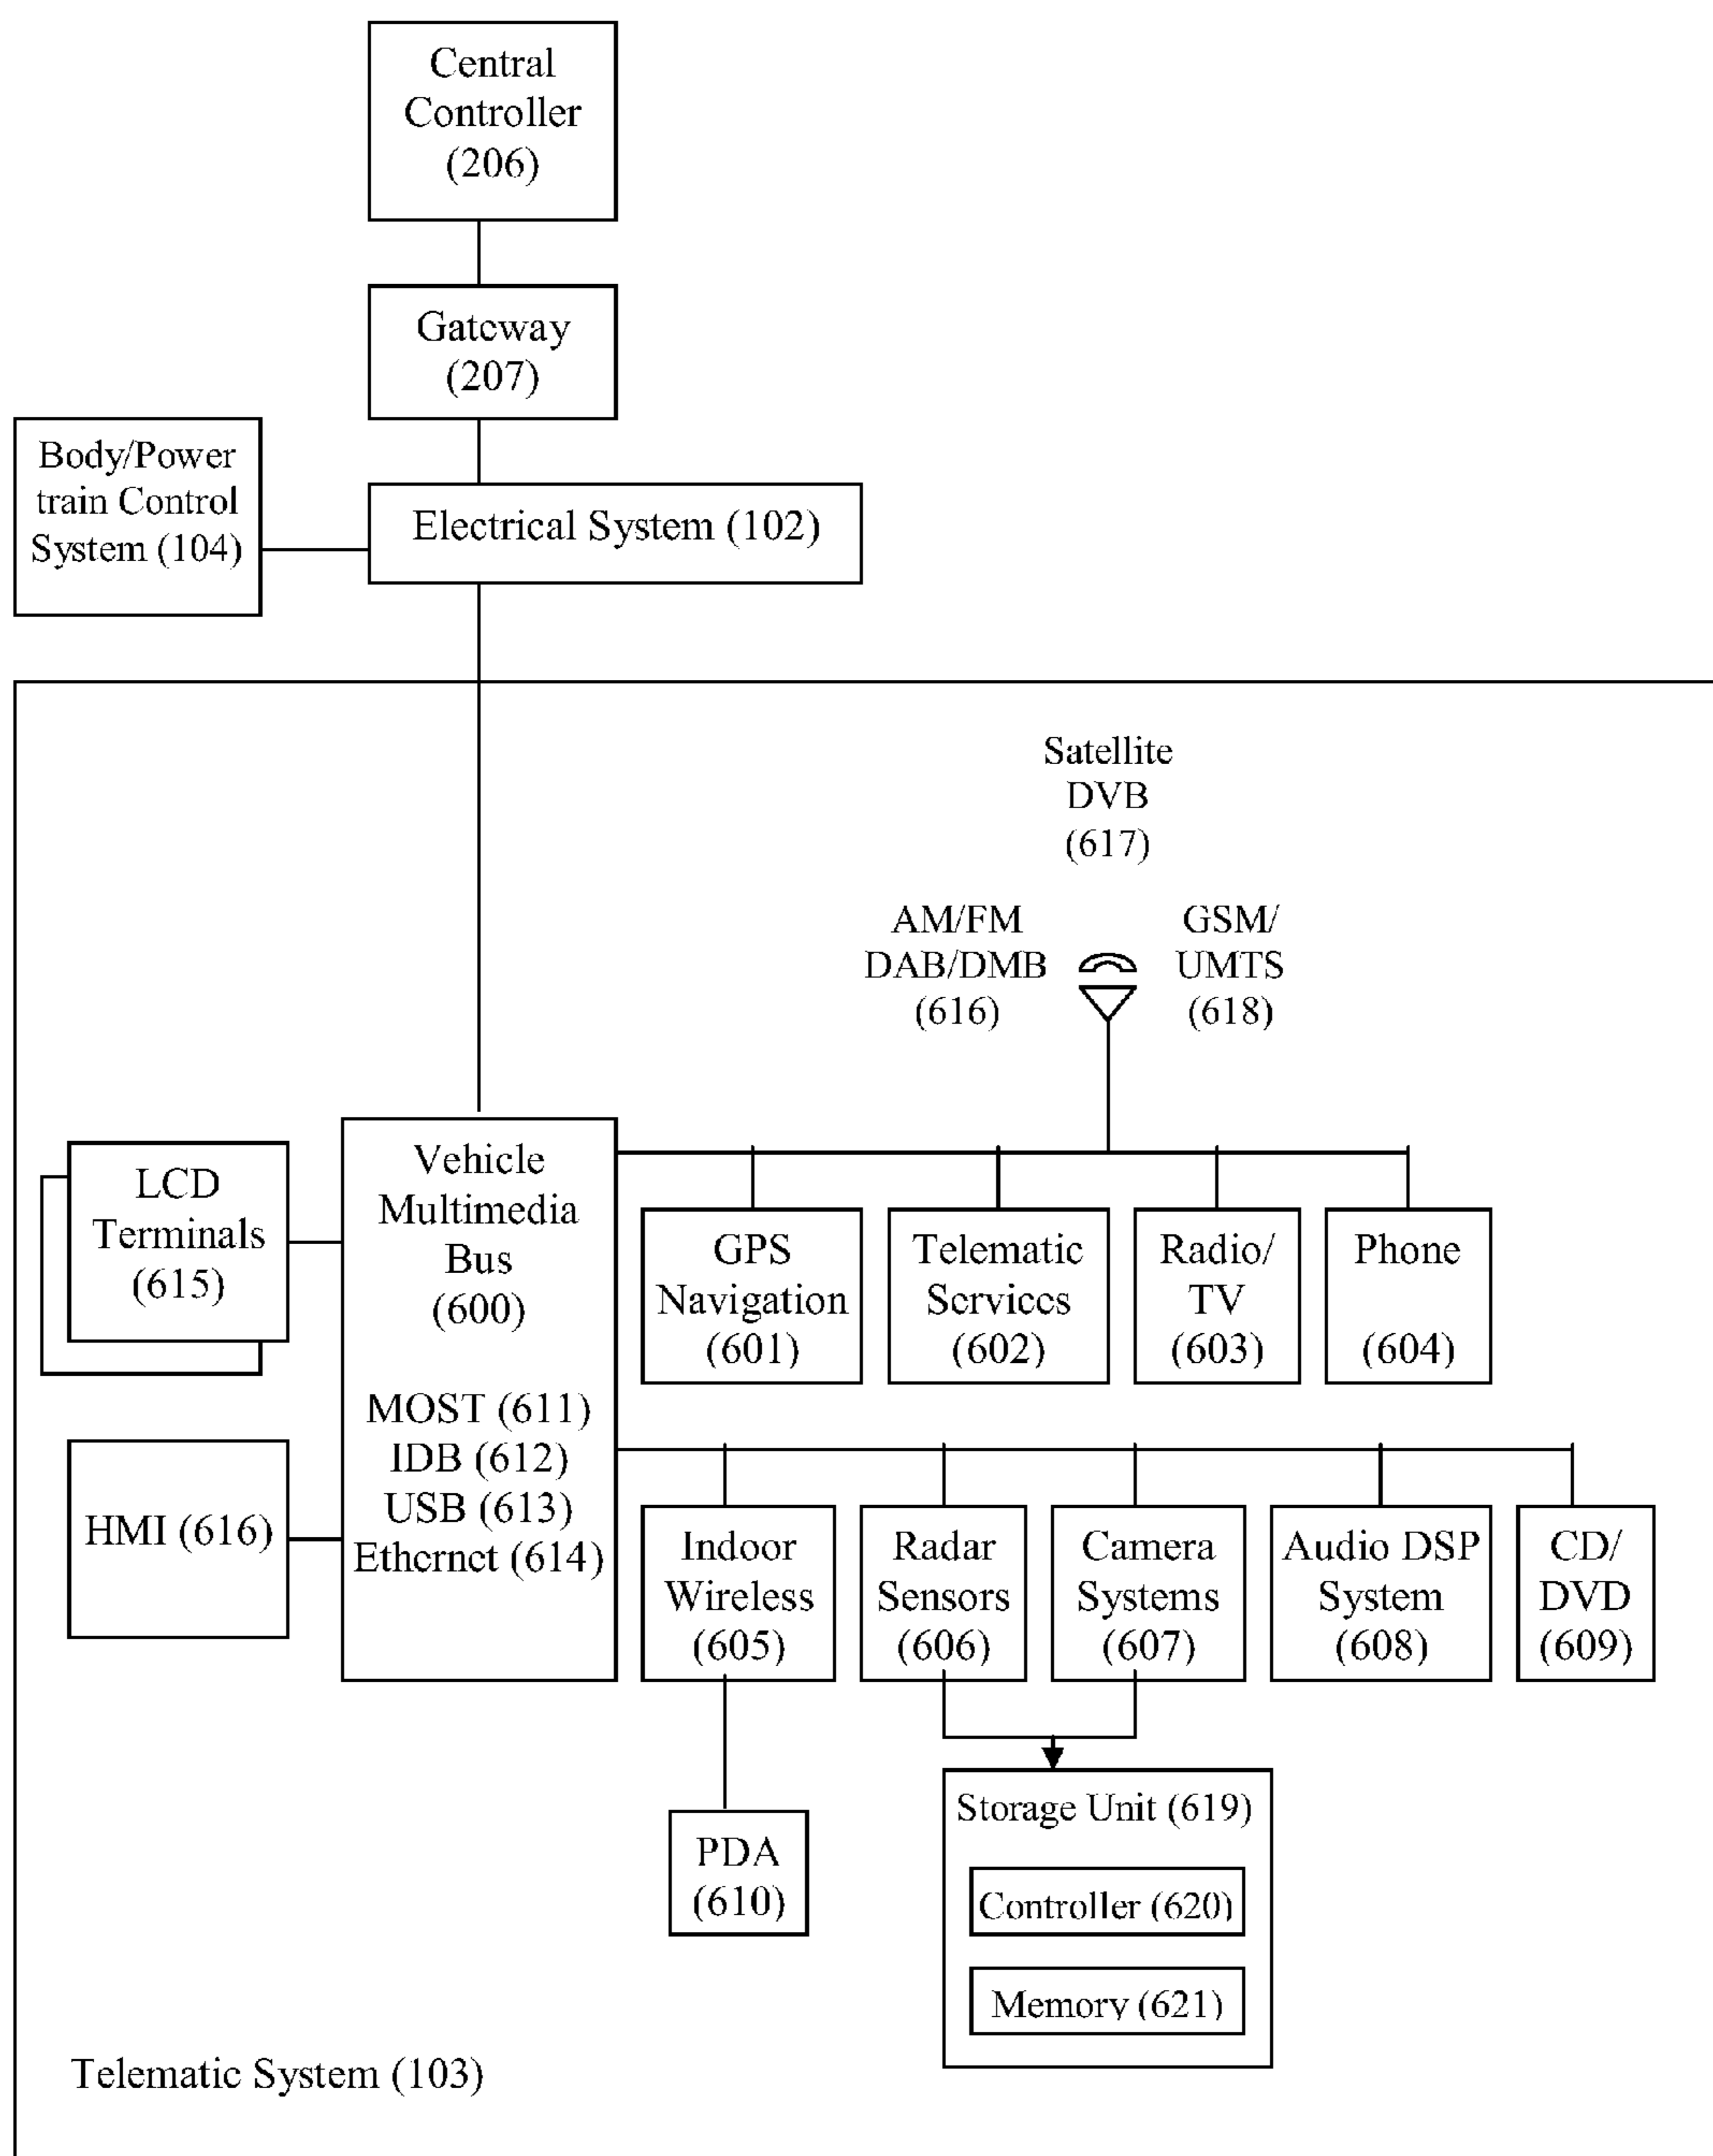 Central
Controller
(206)
Gateway
(207)
Body/Power
train Control
System (104)
Electrical System (102)
Satellite
DVB
(617)
AM/FM
DAB/DMB
(616)
GSM/
UMTS
(618)
LCD
Terminals
(615)
HMI (616)
Vehicle
Multimedia
Bus
(600)
MOST (611)
IDB (612)
USB (613)
Ethernet (614)
GPS
Navigation
(601)
Telematic
Services
(602)
Radio/
TV
(603)
Phone
(604)
Indoor
Wireless
(605)
Radar
Sensors
(606)
Camera
Systems
(607)
Audio DSP
System
(608)
CD/
DVD
(609)
PDA
(610)
Storage Unit (619)
Controller (620)
Memory (621)
Telematic System (103)